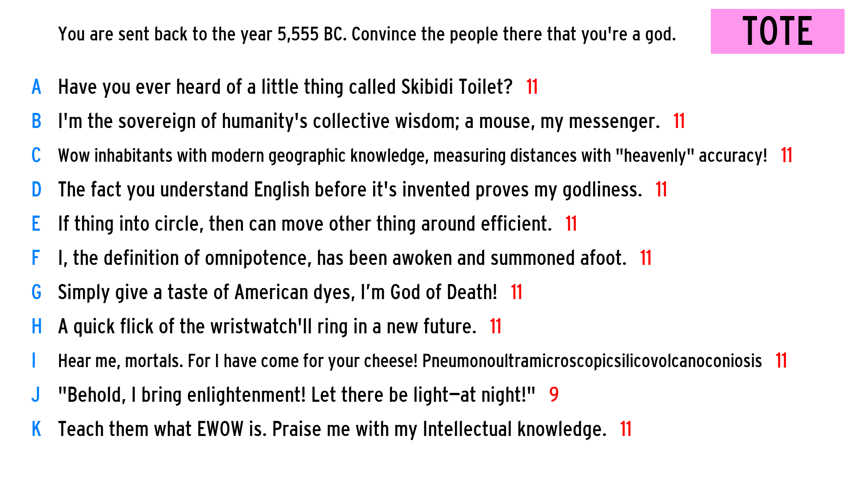 You are sent back to the year 5,555 BC. Convince the people there that you're a god.
TOTE
A Have you ever heard of a little thing called Skibidi Toilet? 11
B I'm the sovereign of humanity's collective wisdom; a mouse, my messenger. 11
C Wow inhabitants with modern geographic knowledge, measuring distances with "heavenly" accuracy! 11
D The fact you understand English before it's invented proves my godliness. 11
E If thing into circle, then can move other thing around efficient. 11
F I, the definition of omnipotence, has been awoken and summoned afoot. 11
G Simply give a taste of American dyes, I’m God of Death! 11
H A quick flick of the wristwatch'll ring in a new future. 11
I Hear me, mortals. For I have come for your cheese! Pneumonoultramicroscopicsilicovolcanoconiosis 11
J "Behold, I bring enlightenment! Let there be light—at night!" 9
K Teach them what EWOW is. Praise me with my Intellectual knowledge. 11